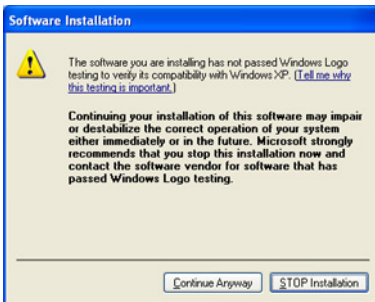 Software Installation
The software you are installing has not passed Windows Logo
testing to verify its compatibility with Windows XP. (Tell me why
this testing is important.)
Continuing your installation of this software may impair
or destabilize the correct operation of your system
either immediately or in the future. Microsoft strongly
recommends that you stop this installation now and
contact the software vendor for software that has
passed Windows Logo testing.
Continue Anyway
STOP Installation